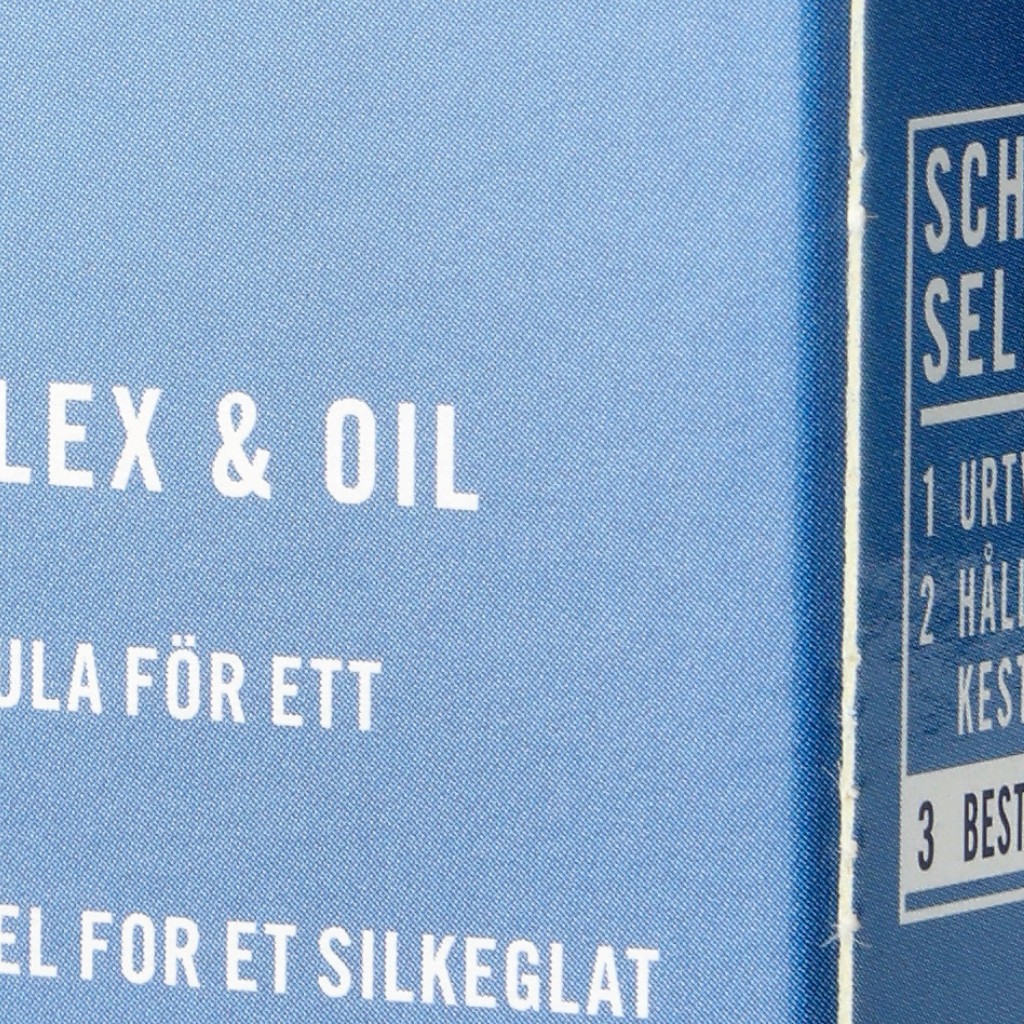 LEX & OIL
ULA FÖR ETT
EL FOR ET SILKEGLAT
SCH
SEL
1 URT
2 HÅL
KEST
3 BEST